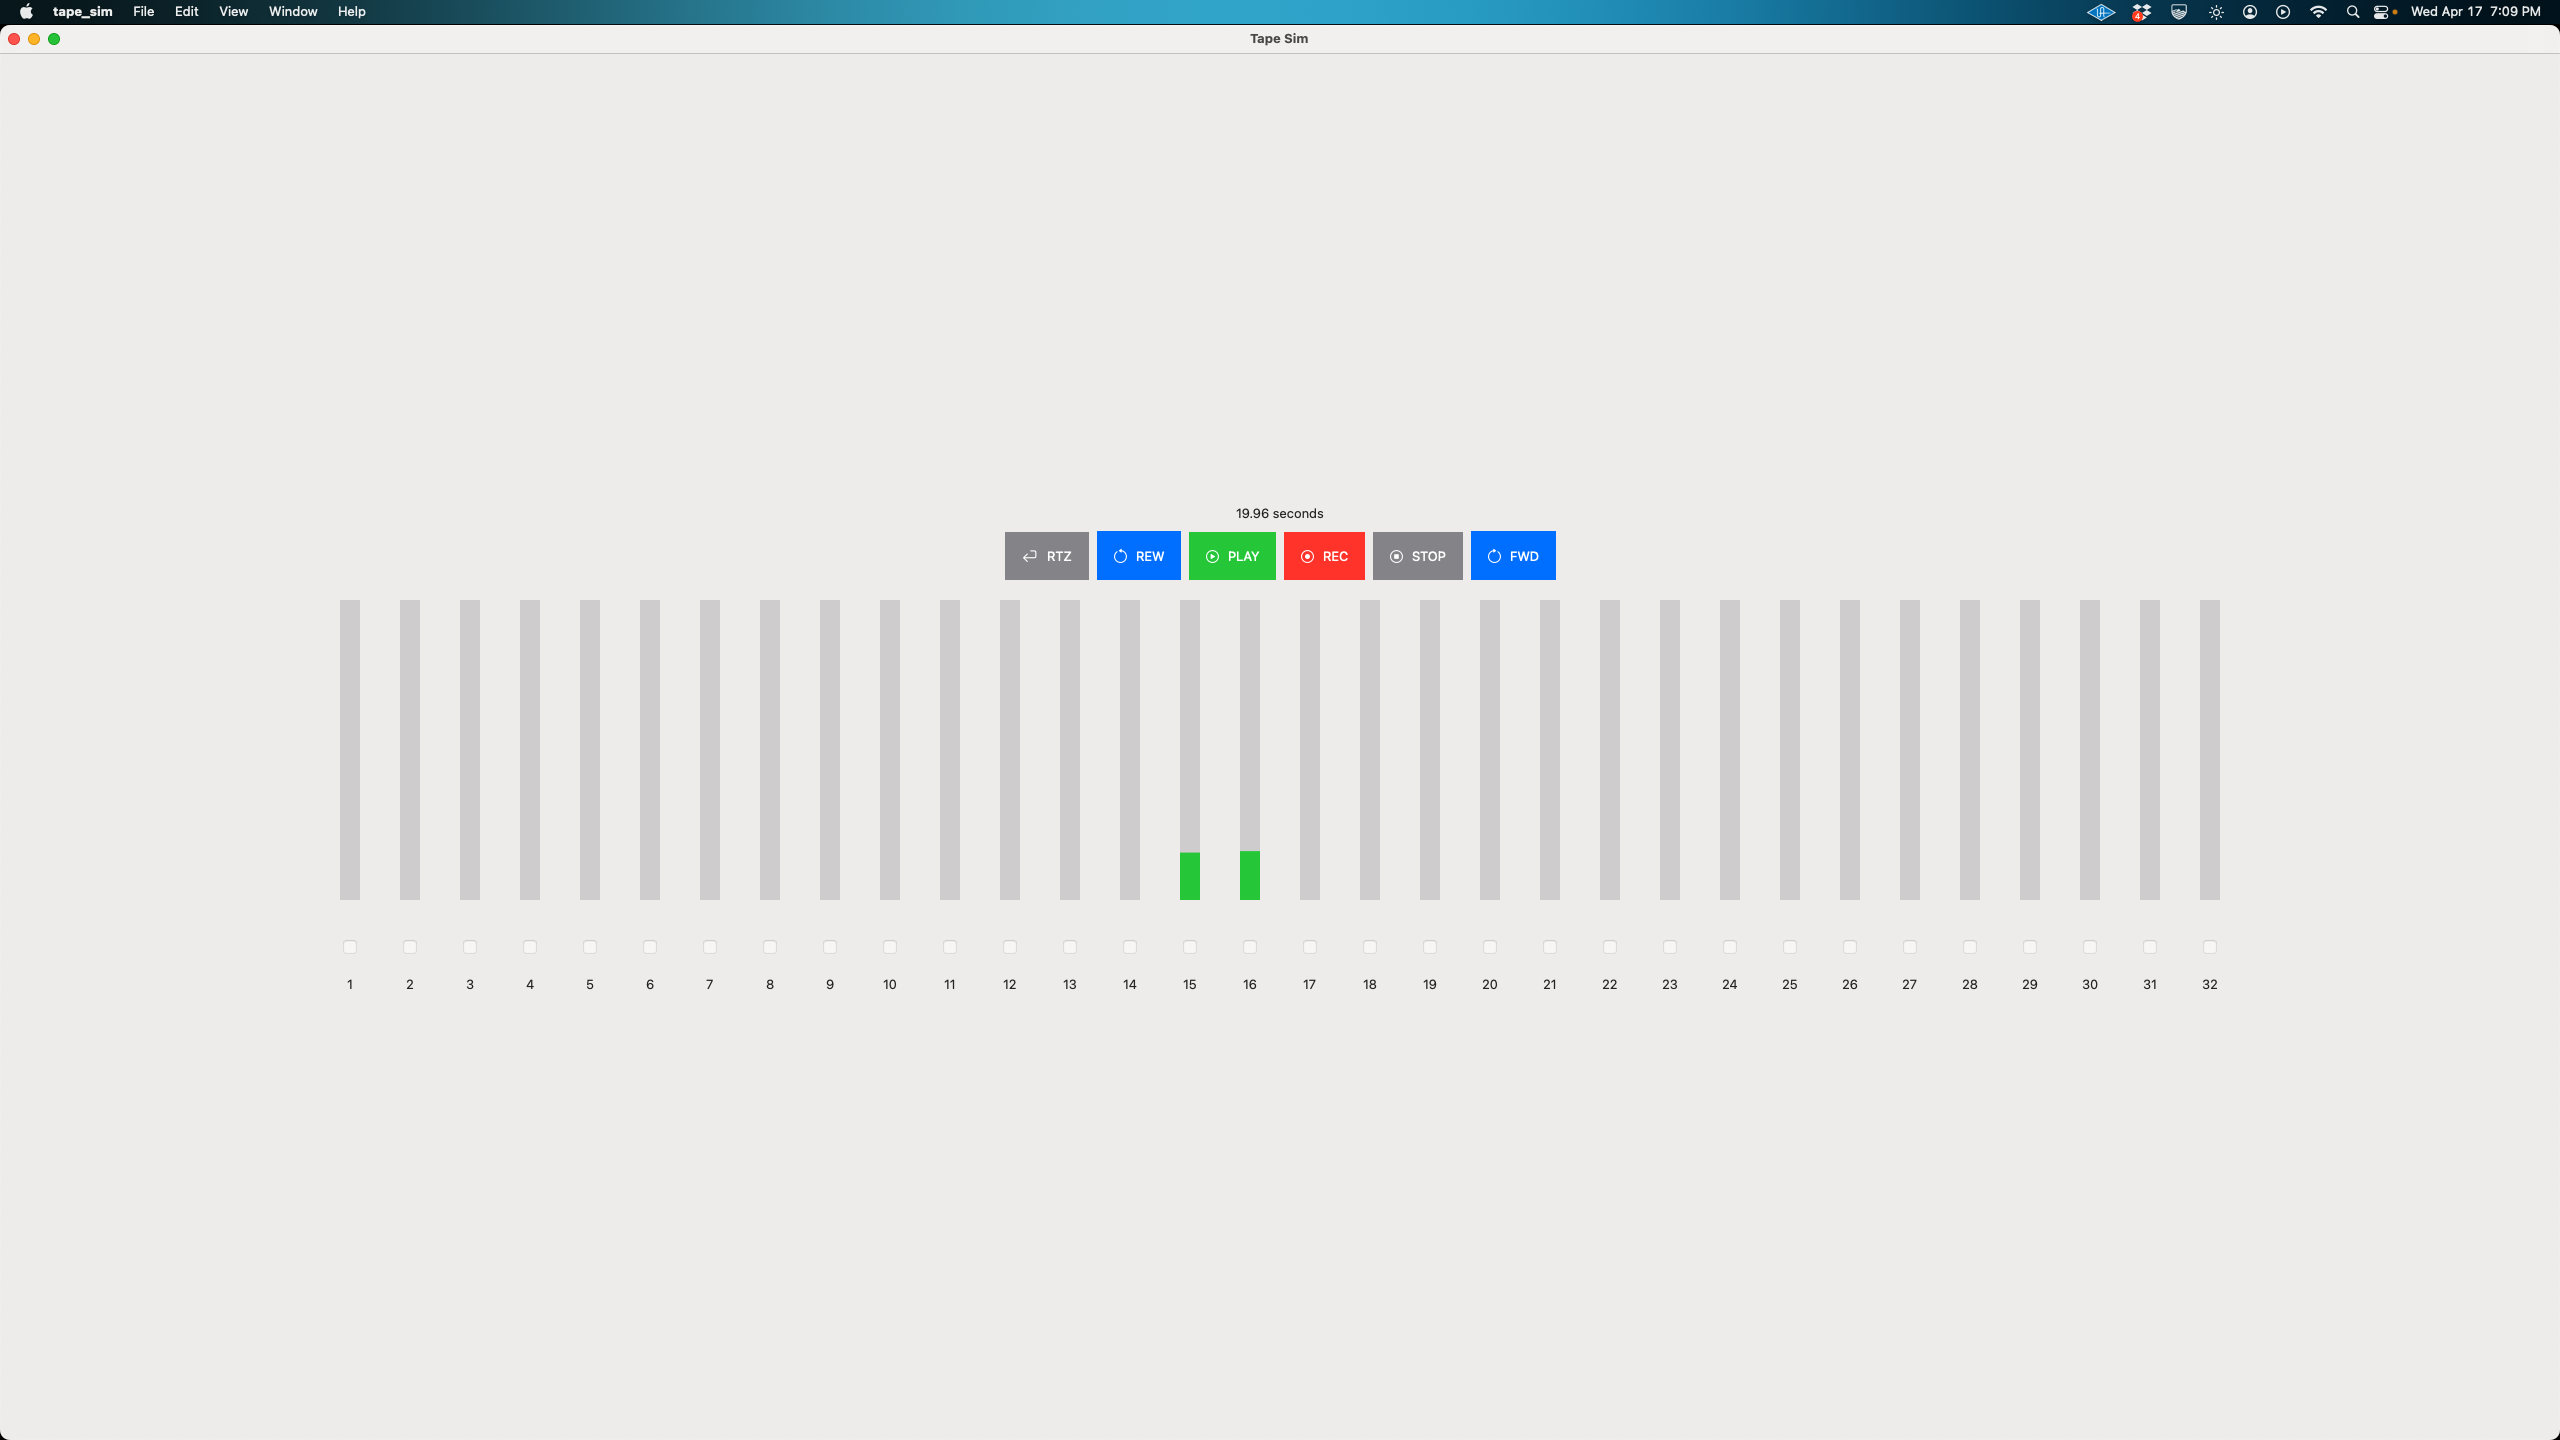 tape_sim File Edit View Window Help 4 Wed Apr 17 7:09 PM
Tape Sim
19.96 seconds
RTZ REW PLAY REC STOP FWD
1 2 3 4 5 6 7 8 9 10 11 12 13 14 15 16 17 18 19 20 21 22 23 24 25 26 27 28 29 30 31 32